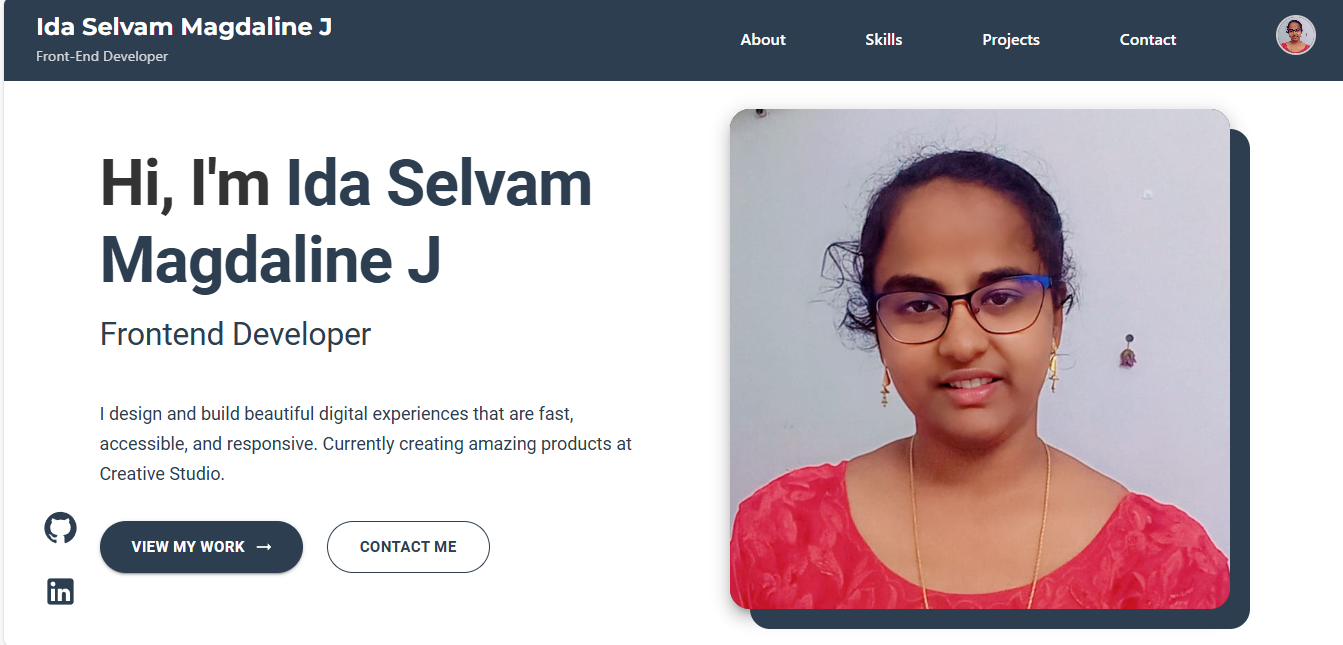 Ida Selvam Magdaline J
Front-End Developer
About
Skills
Projects
Contact
Hi, I'm Ida Selvam
Magdaline J
Frontend Developer
I design and build beautiful digital experiences that are fast,
accessible, and responsive. Currently creating amazing products at
Creative Studio.
VIEW MY WORK →
CONTACT ME
in